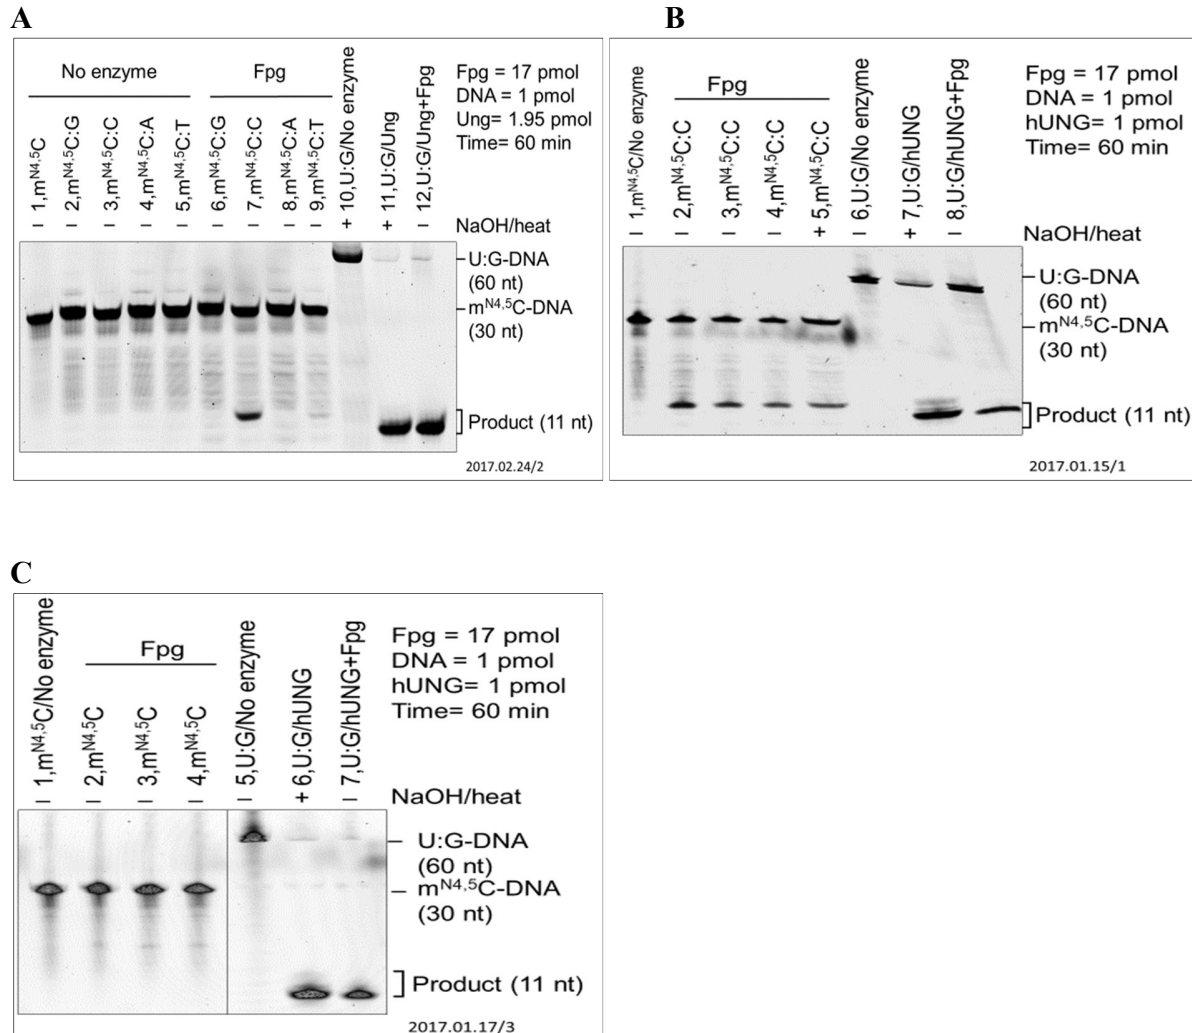 A
No enzyme
Fpg
1,mN4,5C
2,mN4,5C:G
3,mN4,5C:C
4,mN4,5C:A
5,mN4,5C:T
6,mN4,5C:G
7,mN4,5C:C
8,mN4,5C:A
9,mN4,5C:T
10,U:G/No enzyme
11,U:G/Ung
12,U:G/Ung+Fpg
Fpg = 17 pmol
DNA = 1 pmol
Ung= 1.95 pmol
Time= 60 min
– – – – – – – – – + + – NaOH/heat
U:G-DNA
(60 nt)
mN4,5C-DNA
(30 nt)
Product (11 nt)
2017.02.24/2
B
Fpg
1,mN4,5C/No enzyme
2,mN4,5C:C
3,mN4,5C:C
4,mN4,5C:C
5,mN4,5C:C
6,U:G/No enzyme
7,U:G/hUNG
8,U:G/hUNG+Fpg
Fpg = 17 pmol
DNA = 1 pmol
hUNG= 1 pmol
Time= 60 min
– – – – + – + – NaOH/heat
U:G-DNA
(60 nt)
mN4,5C-DNA
(30 nt)
Product (11 nt)
2017.01.15/1
C
Fpg
1,mN4,5C/No enzyme
2,mN4,5C
3,mN4,5C
4,mN4,5C
5,U:G/No enzyme
6,U:G/hUNG
7,U:G/hUNG+Fpg
Fpg = 17 pmol
DNA = 1 pmol
hUNG= 1 pmol
Time= 60 min
– – – – – + – NaOH/heat
U:G-DNA
(60 nt)
mN4,5C-DNA
(30 nt)
Product (11 nt)
2017.01.17/3